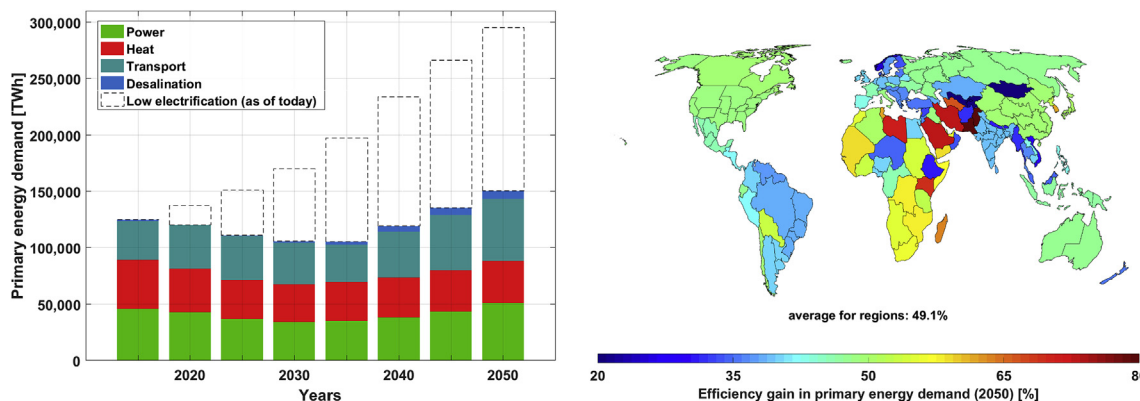 300,000
250,000
200,000
150,000
100,000
50,000
0
Primary energy demand [TWh]
Power
Heat
Transport
Desalination
Low electrification (as of today)
2020
2030
2040
2050
Years
average for regions: 49.1%
20
35
50
65
80
Efficiency gain in primary energy demand (2050) [%]